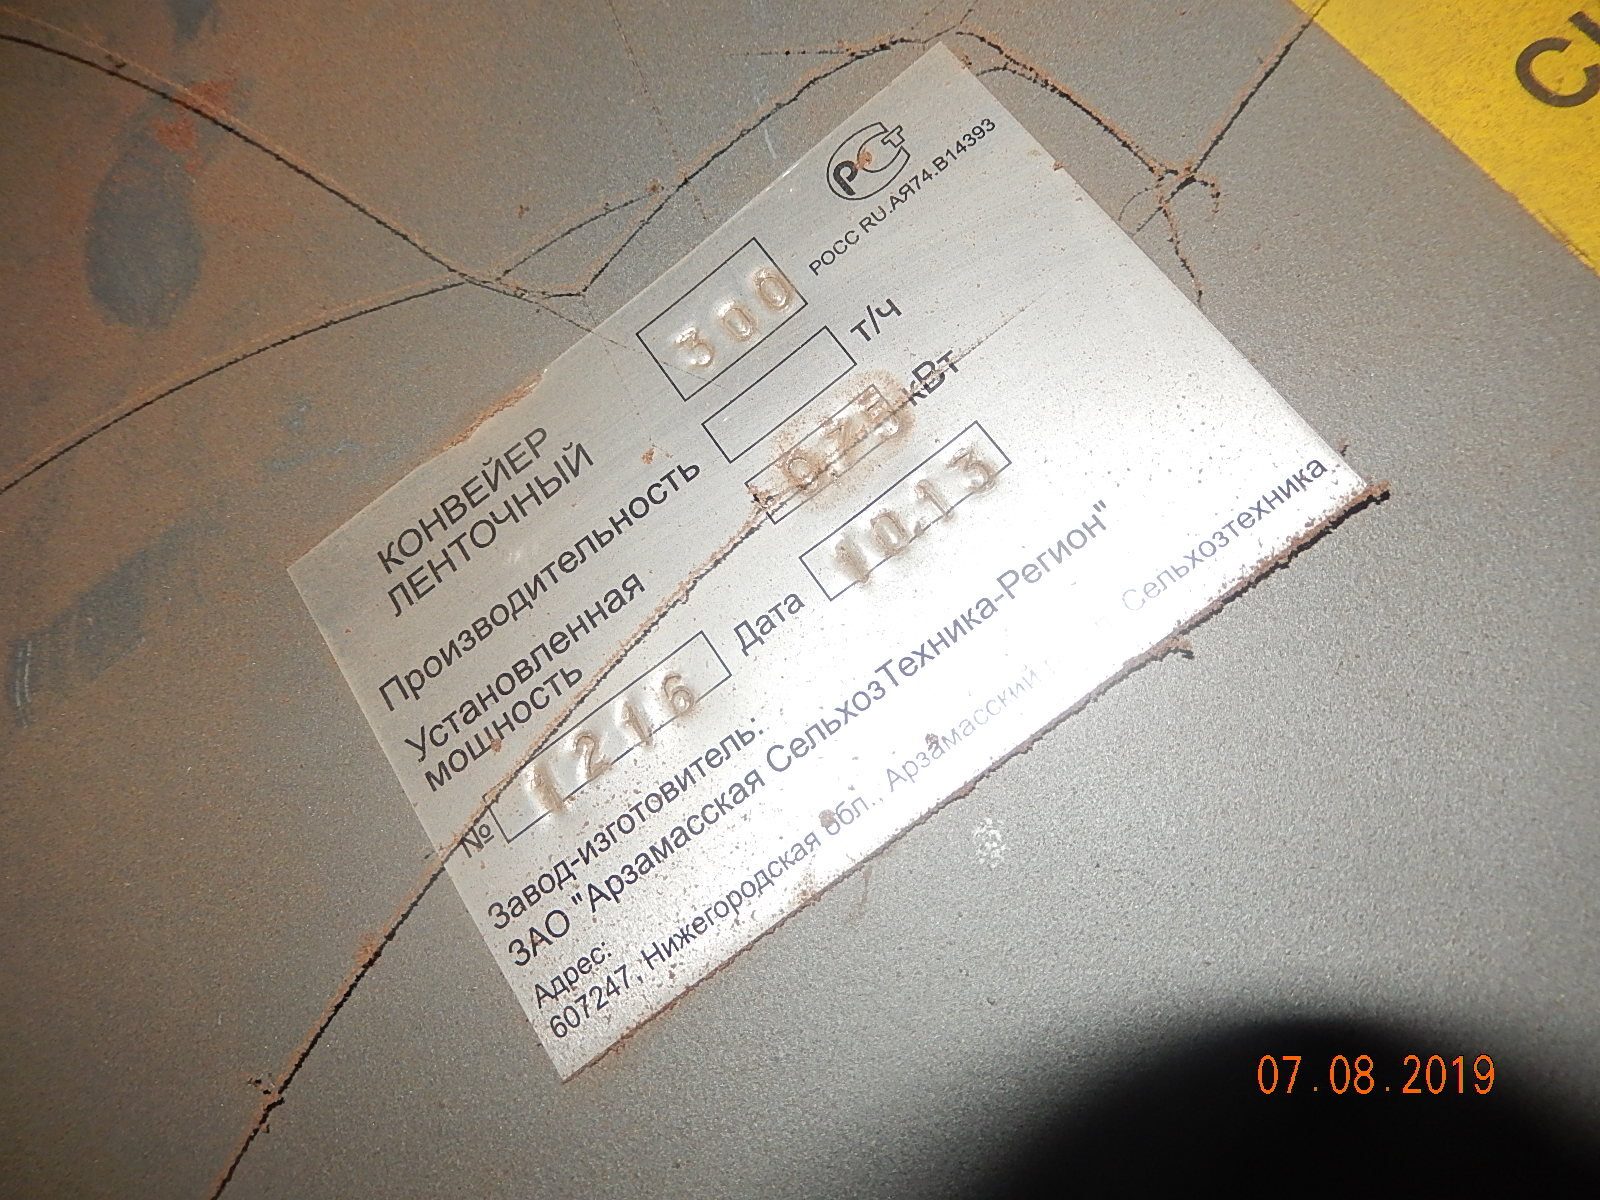 РСТ
РОСС RU.АЯ74.В14393
КОНВЕЙЕР
ЛЕНТОЧНЫЙ
300
Производительность т/ч
Установленная
мощность кВт
№ 1216 Дата 10.13
Завод-изготовитель:
ЗАО "Арзамасская СельхозТехника-Регион"
Адрес:
607247, Нижегородская обл., Арзамасский Сельхозтехника
07.08.2019